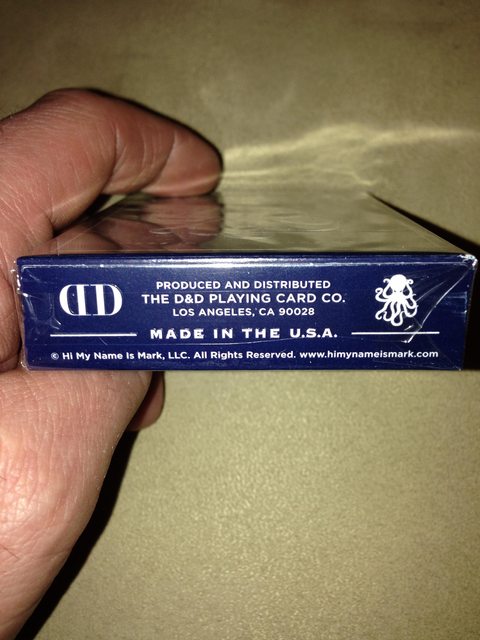 DD
PRODUCED AND DISTRIBUTED
THE D&D PLAYING CARD CO.
LOS ANGELES, CA 90028
MADE IN THE U.S.A.
© Hi My Name Is Mark, LLC. All Rights Reserved. www.himynameismark.com